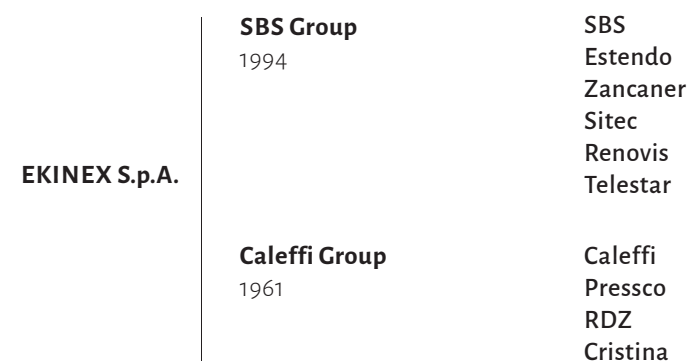 EKINEX S.p.A.
SBS Group
1994
SBS
Estendo
Zancaner
Sitec
Renovis
Telestar
Caleffi Group
1961
Caleffi
Pressco
RDZ
Cristina